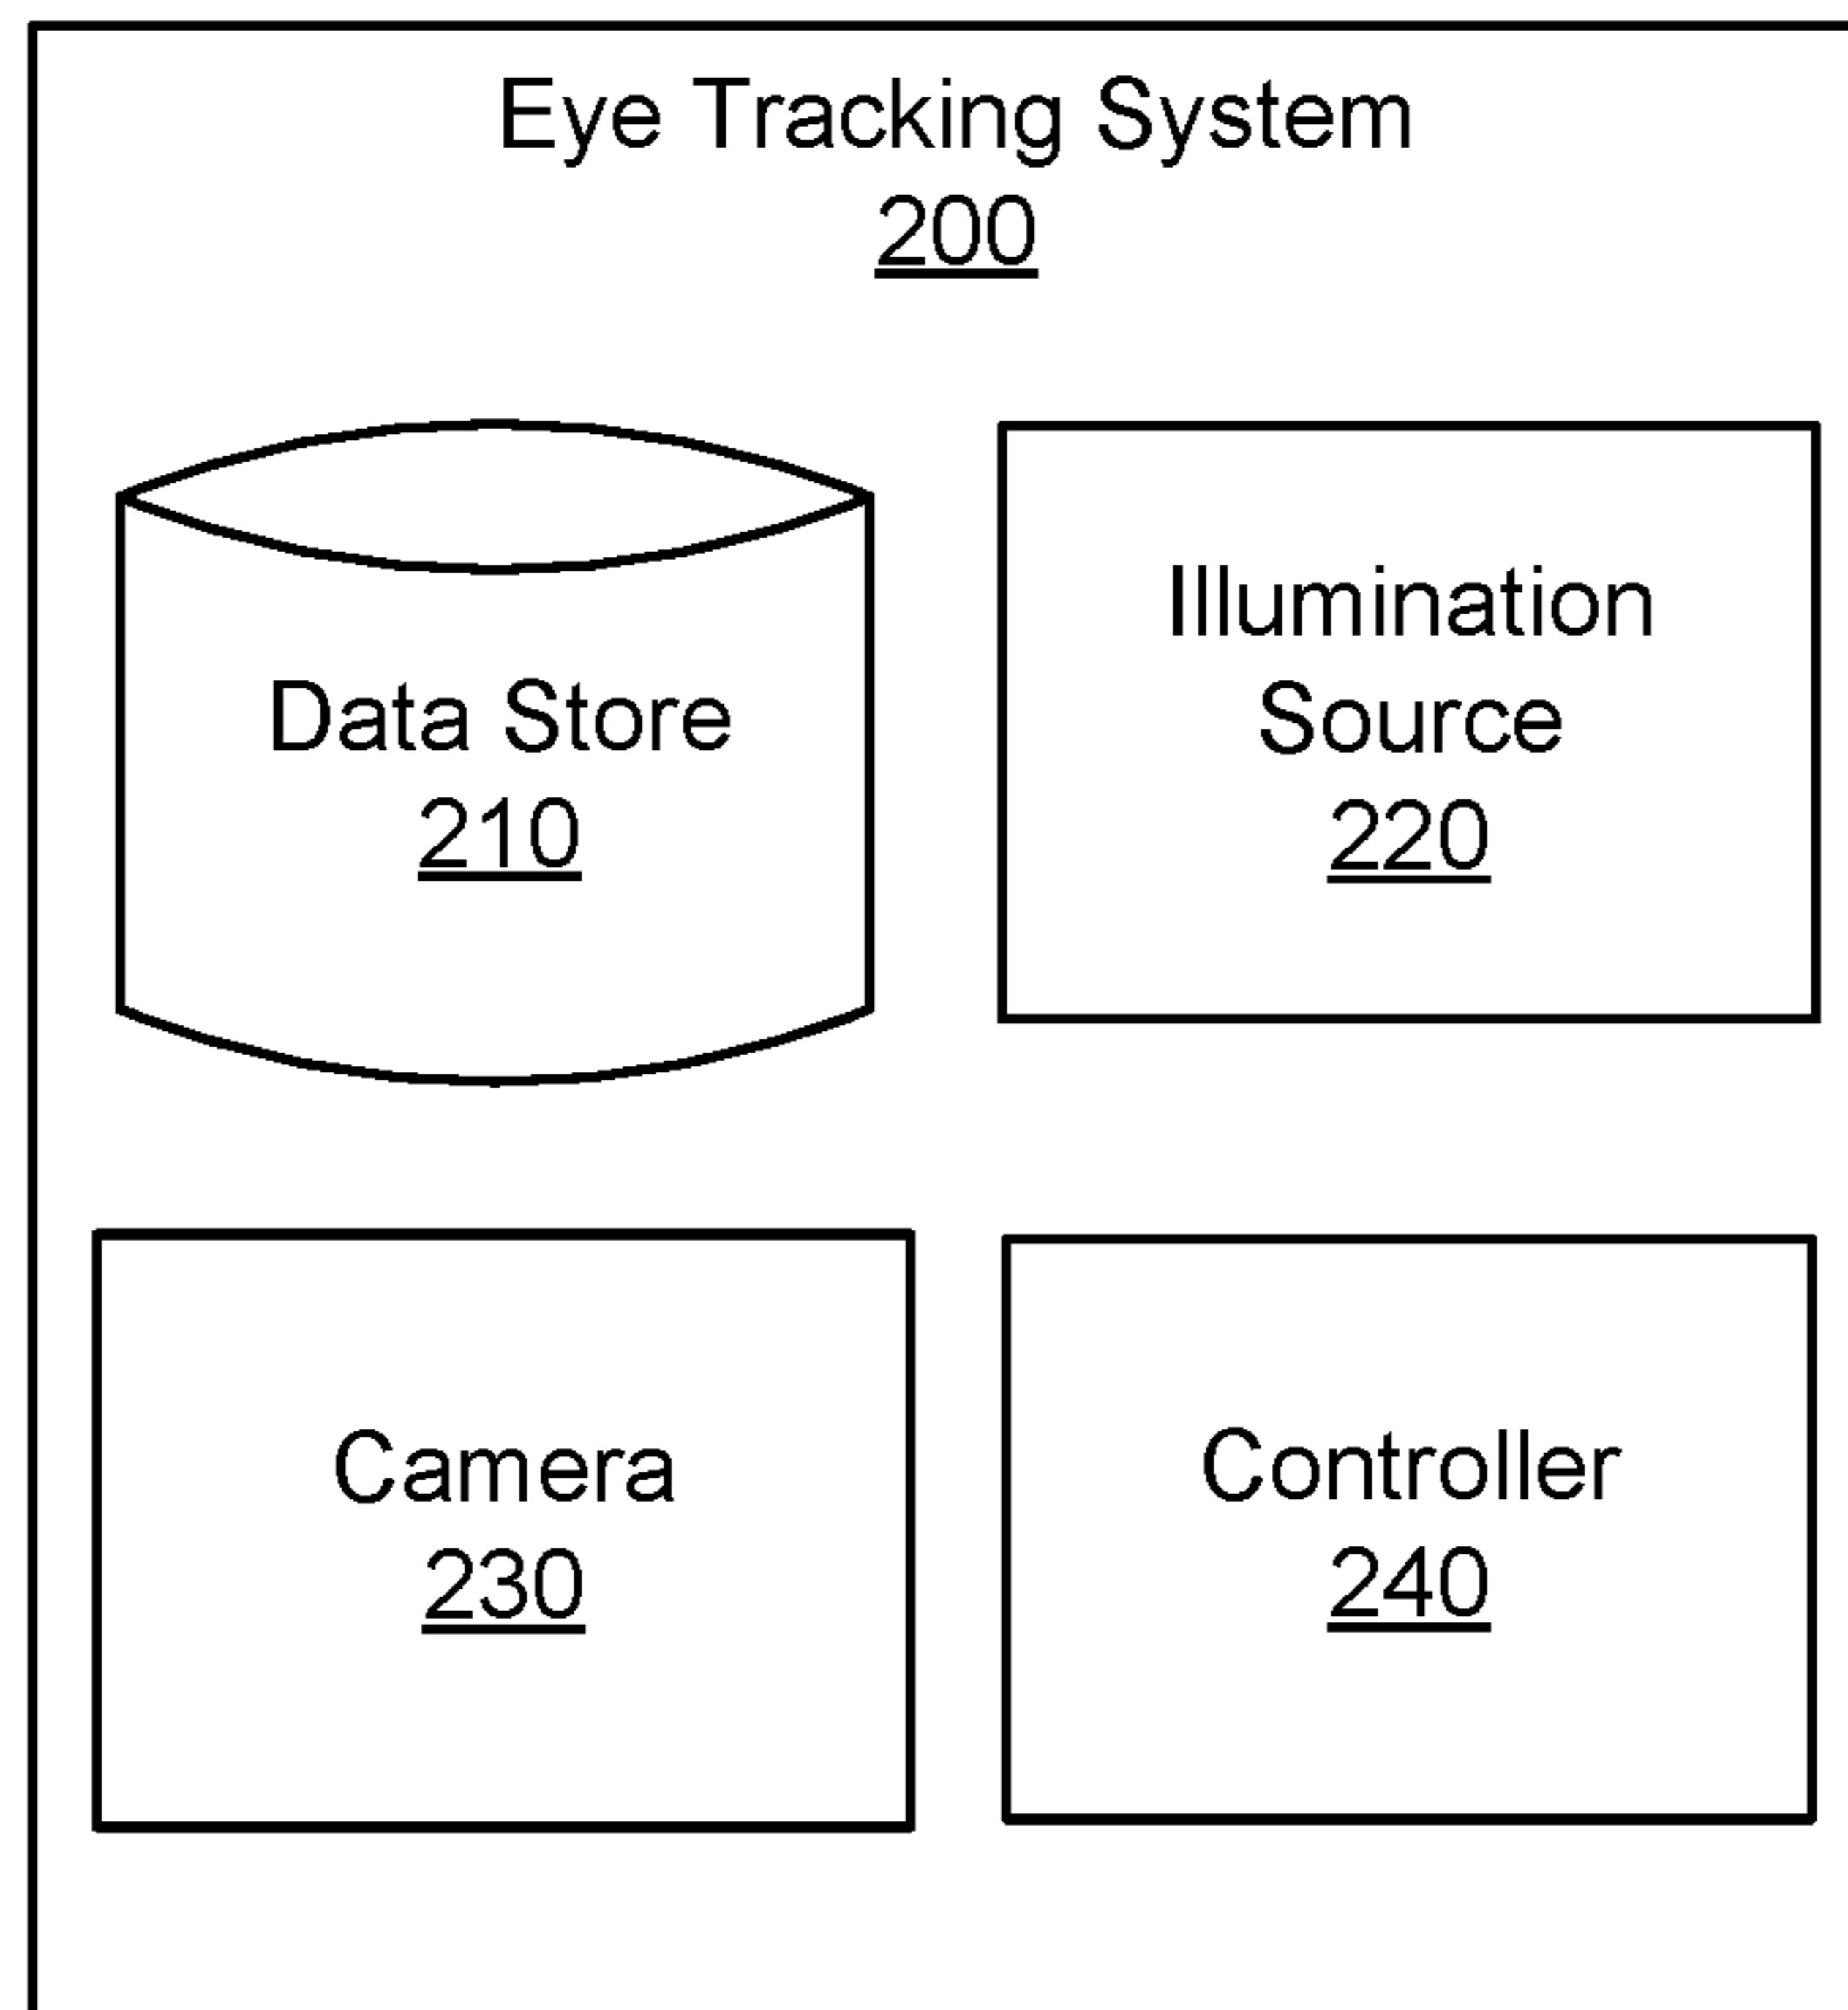 Eye Tracking System
200
Data Store
210
Illumination
Source
220
Camera
230
Controller
240